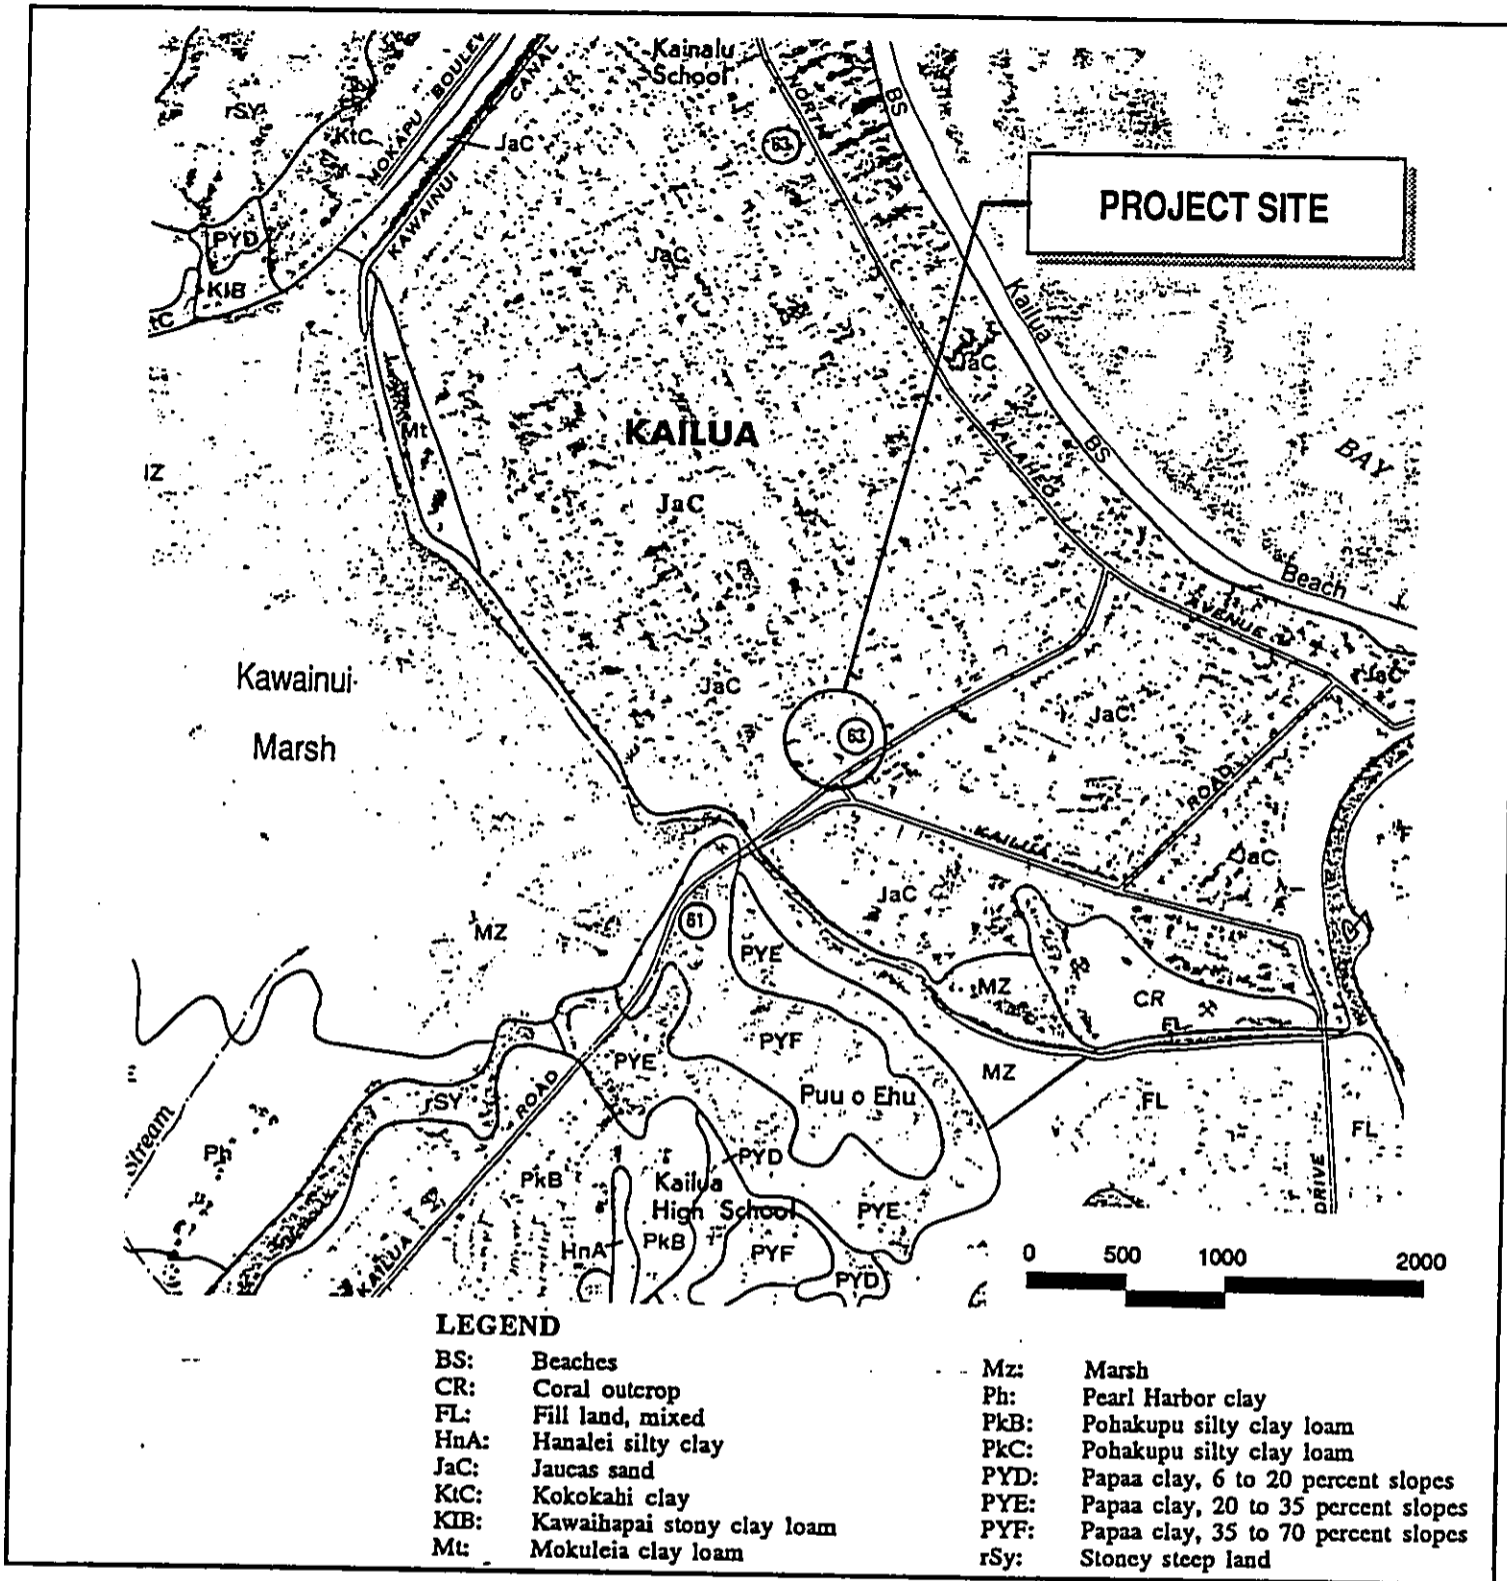 Kainalu
School
NORTH
BS
rSY
KtC
MOKAPU BOULEV
CANAL
JaC
KAWAINUI
63
PROJECT SITE
PYD
KIB
tC
JaC
Kailua
JaC
Mt
KAILUA
KALAHEO
BS
BAY
IZ
JaC
Beach
AVENUE
Kawainui
Marsh
JaC
63
JaC
JaC
ROAD
KAILUA
JaC
JaC
61
MZ
PYE
MZ
CR
FL
PYF
PYE
Puu o Ehu
MZ
FL
FL
rSY
ROAD
Stream
Ph
PkB
PYD
Kailua
High School
PYE
DRIVE
HnA
PkB
PYF
PYD
KAILUA
0 500 1000 2000
LEGEND
BS: Beaches
CR: Coral outcrop
FL: Fill land, mixed
HnA: Hanalei silty clay
JaC: Jaucas sand
KtC: Kokokahi clay
KIB: Kawaihapai stony clay loam
Mt: Mokuleia clay loam
Mz: Marsh
Ph: Pearl Harbor clay
PkB: Pohakupu silty clay loam
PkC: Pohakupu silty clay loam
PYD: Papaa clay, 6 to 20 percent slopes
PYE: Papaa clay, 20 to 35 percent slopes
PYF: Papaa clay, 35 to 70 percent slopes
rSy: Stoney steep land